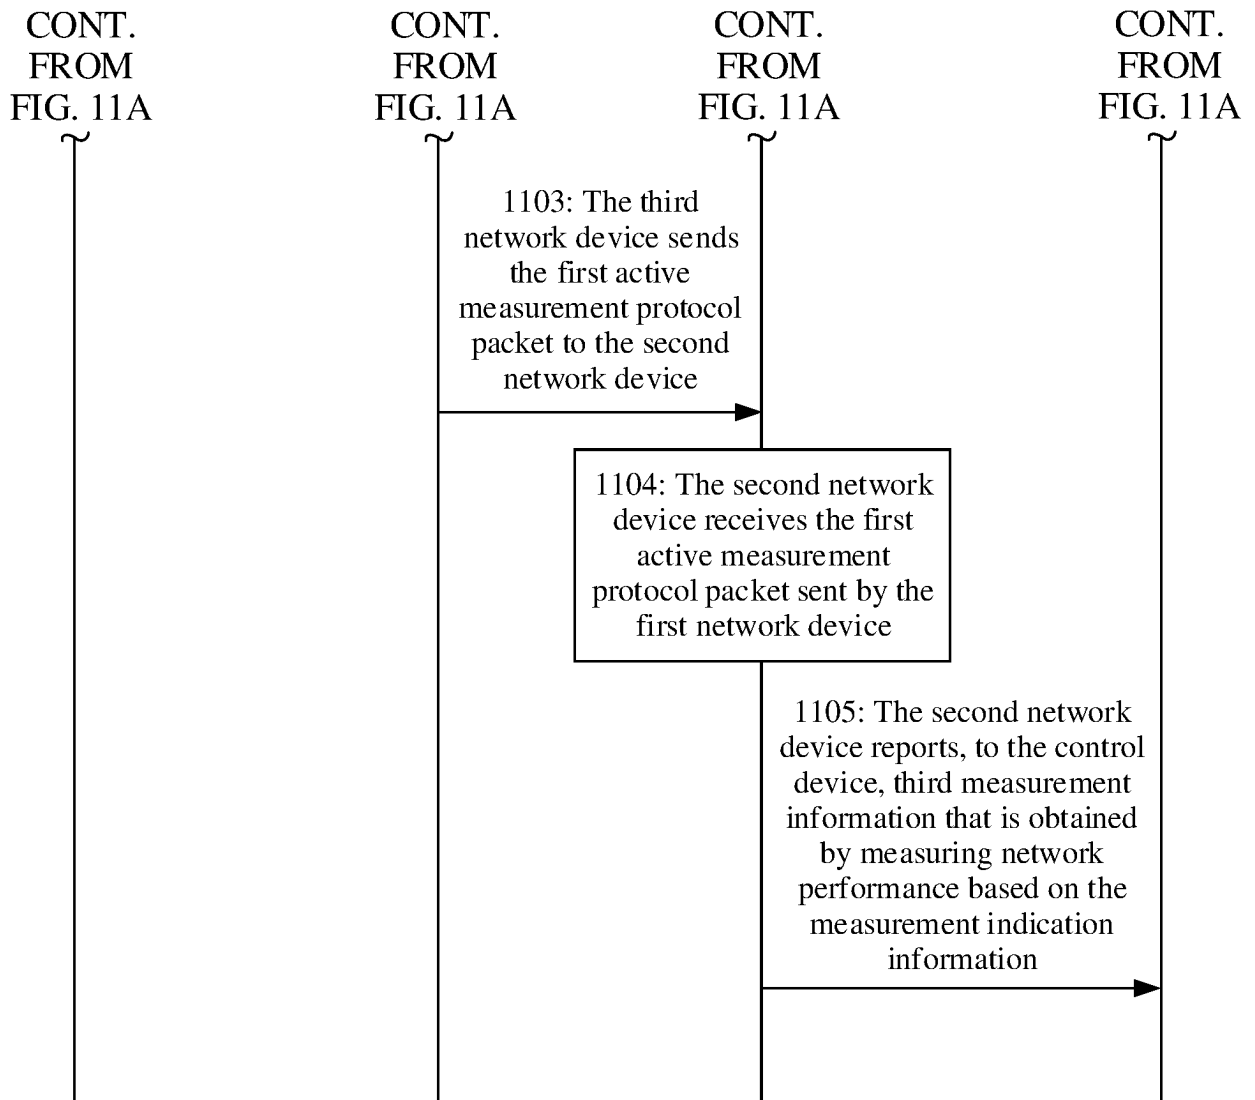 CONT.
FROM
FIG. 11A
CONT.
FROM
FIG. 11A
CONT.
FROM
FIG. 11A
CONT.
FROM
FIG. 11A
1103: The third
network device sends
the first active
measurement protocol
packet to the second
network device
1104: The second network
device receives the first
active measurement
protocol packet sent by the
first network device
1105: The second network
device reports, to the control
device, third measurement
information that is obtained
by measuring network
performance based on the
measurement indication
information